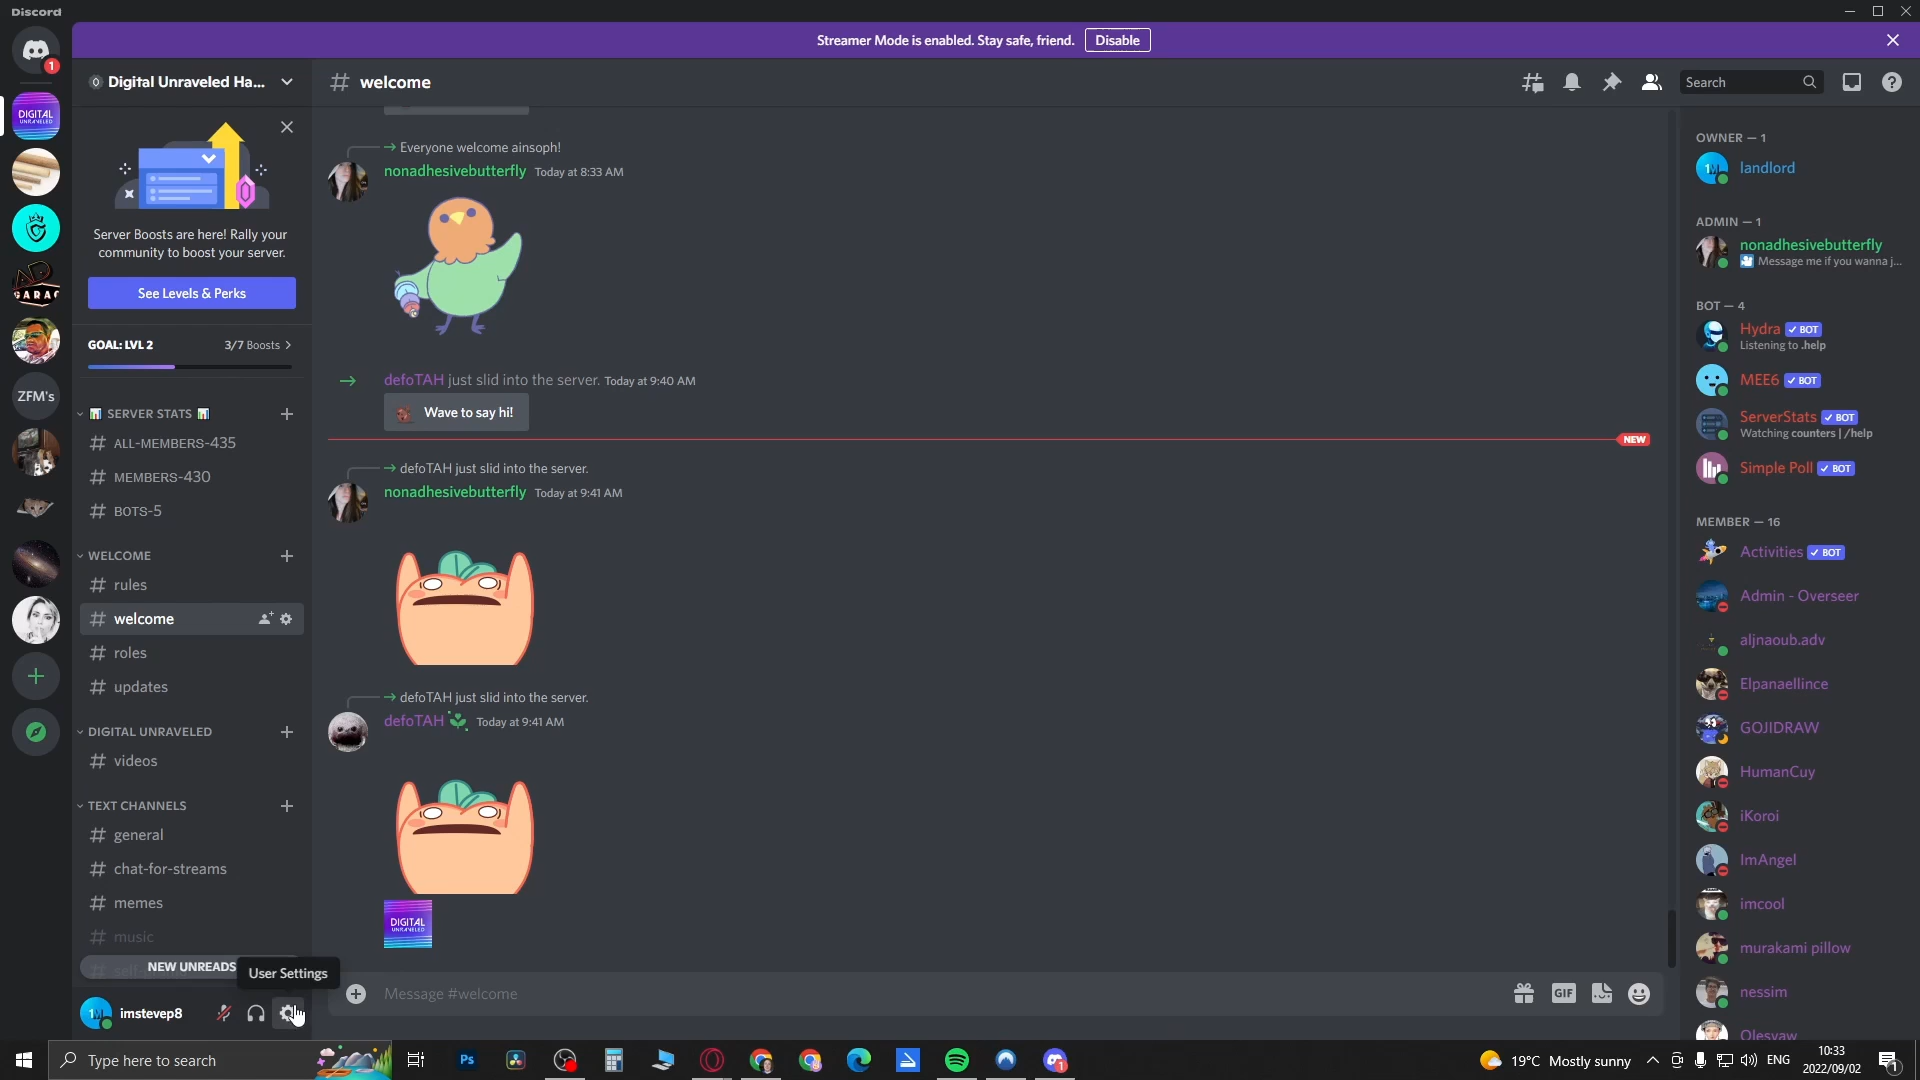 Discord
Streamer Mode is enabled. Stay safe, friend.
Disable
1
DIGITAL
UNRAVELED
ZFM's
Digital Unraveled Ha...
Server Boosts are here! Rally your
community to boost your server.
See Levels & Perks
GOAL: LVL 2
3/7 Boosts
SERVER STATS
ALL-MEMBERS-435
MEMBERS-430
BOTS-5
WELCOME
rules
welcome
roles
updates
DIGITAL UNRAVELED
videos
TEXT CHANNELS
general
chat-for-streams
memes
music
NEW UNREADS
User Settings
imstevep8
# welcome
Search
Everyone welcome ainsoph!
nonadhesivebutterfly Today at 8:33 AM
defoTAH just slid into the server. Today at 9:40 AM
Wave to say hi!
NEW
defoTAH just slid into the server.
nonadhesivebutterfly Today at 9:41 AM
defoTAH just slid into the server.
defoTAH Today at 9:41 AM
DIGITAL
UNRAVELED
Message #welcome
GIF
OWNER — 1
landlord
ADMIN — 1
nonadhesivebutterfly
Message me if you wanna j...
BOT — 4
Hydra BOT
Listening to .help
MEE6 BOT
ServerStats BOT
Watching counters | /help
Simple Poll BOT
MEMBER — 16
Activities BOT
Admin - Overseer
aljnaoub.adv
Elpanaellince
GOJIDRAW
HumanCuy
iKoroi
ImAngel
imcool
murakami pillow
nessim
Type here to search
Ps
19°C Mostly sunny
ENG
10:33
2022/09/02
1